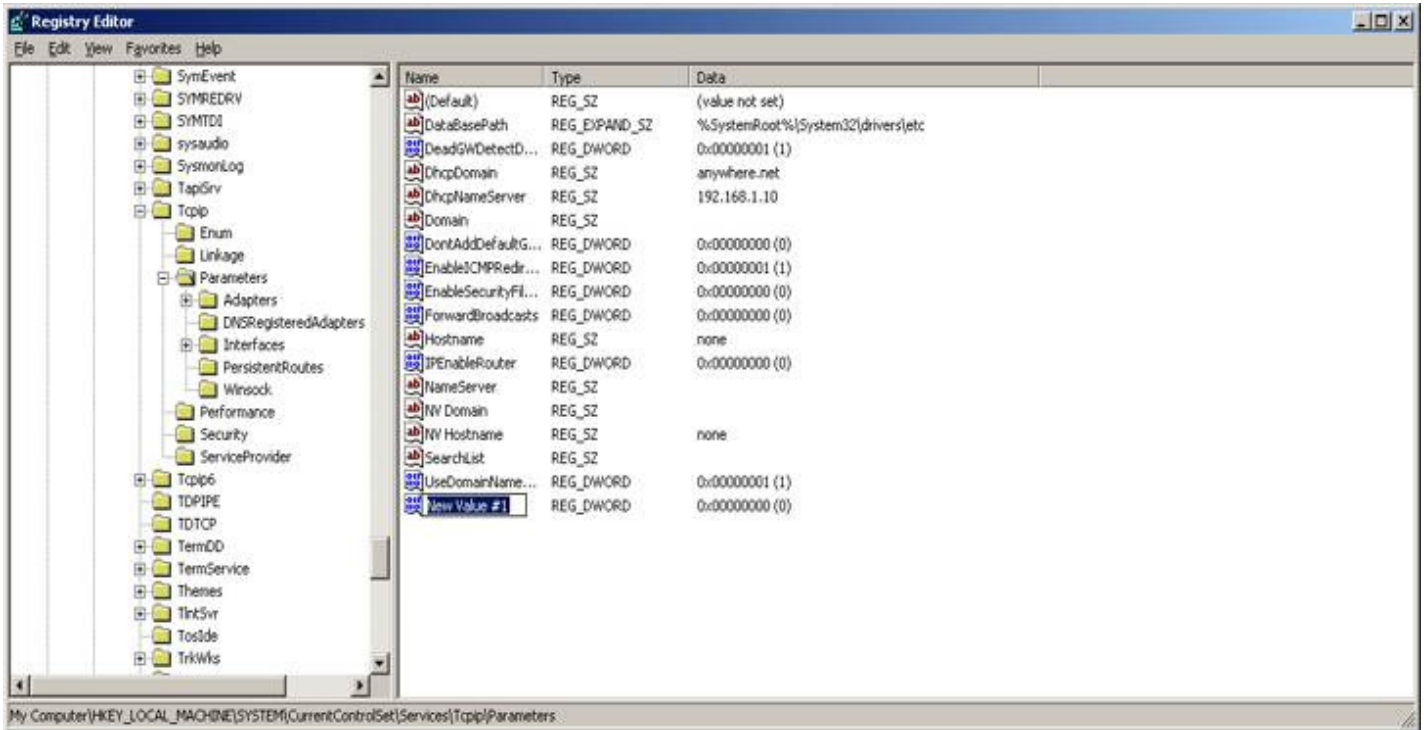 Registry Editor
File Edit View Favorites Help
SymEvent
SYMREDRV
SYMTDI
sysaudio
SysmonLog
TapiSrv
Tcpip
Enum
Linkage
Parameters
Adapters
DNSRegisteredAdapters
Interfaces
PersistentRoutes
Winsock
Performance
Security
ServiceProvider
Tcpip6
TDPIPE
TDTCP
TermDD
TermService
Themes
TlntSvr
TosIde
TrkWks
Name Type Data
(Default) REG_SZ (value not set)
DataBasePath REG_EXPAND_SZ %SystemRoot%\System32\drivers\etc
DeadGWDetectD... REG_DWORD 0x00000001 (1)
DhcpDomain REG_SZ anywhere.net
DhcpNameServer REG_SZ 192.168.1.10
Domain REG_SZ
DontAddDefaultG... REG_DWORD 0x00000000 (0)
EnableICMPRedir... REG_DWORD 0x00000001 (1)
EnableSecurityFil... REG_DWORD 0x00000000 (0)
ForwardBroadcasts REG_DWORD 0x00000000 (0)
Hostname REG_SZ none
IPEnableRouter REG_DWORD 0x00000000 (0)
NameServer REG_SZ
NV Domain REG_SZ
NV Hostname REG_SZ none
SearchList REG_SZ
UseDomainName... REG_DWORD 0x00000001 (1)
New Value #1 REG_DWORD 0x00000000 (0)
My Computer\HKEY_LOCAL_MACHINE\SYSTEM\CurrentControlSet\Services\Tcpip\Parameters